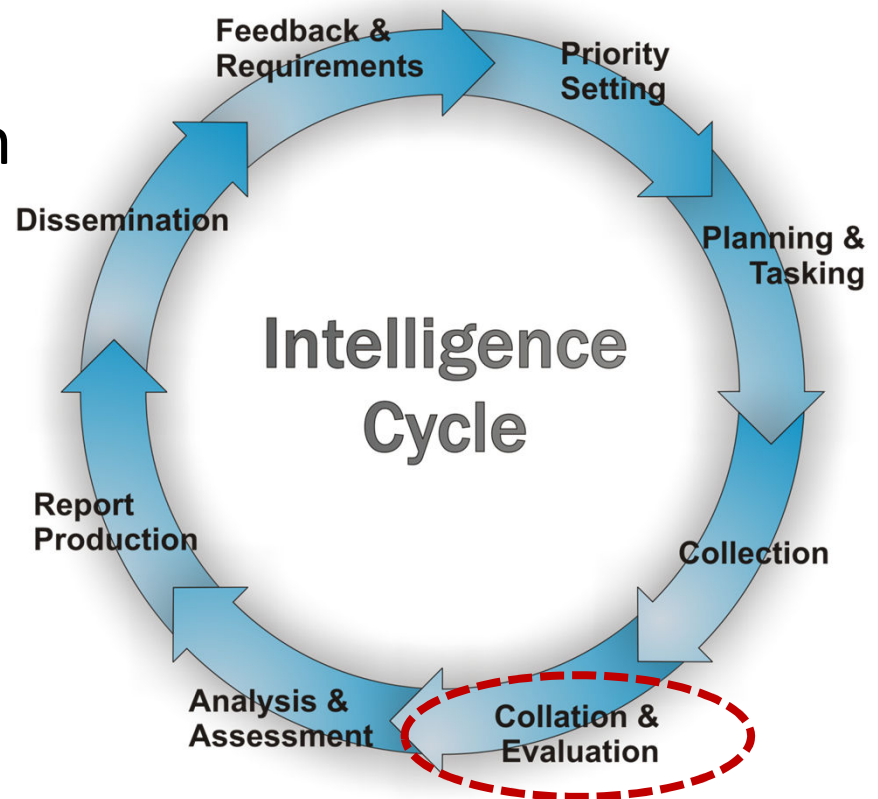 Feedback &
Requirements
Priority
Setting
Planning &
Tasking
Collection
Collation &
Evaluation
Analysis &
Assessment
Report
Production
Dissemination
Intelligence
Cycle